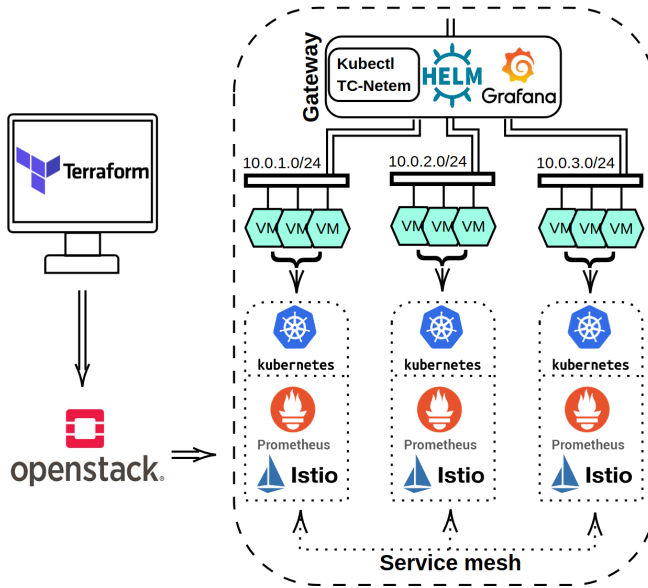 Gateway
Kubectl
TC-Netem
HELM
Grafana
Terraform
10.0.1.0/24
10.0.2.0/24
10.0.3.0/24
VM VM VM
VM VM VM
VM VM VM
kubernetes
kubernetes
kubernetes
Prometheus
Prometheus
Prometheus
Istio
Istio
Istio
openstack.
Service mesh